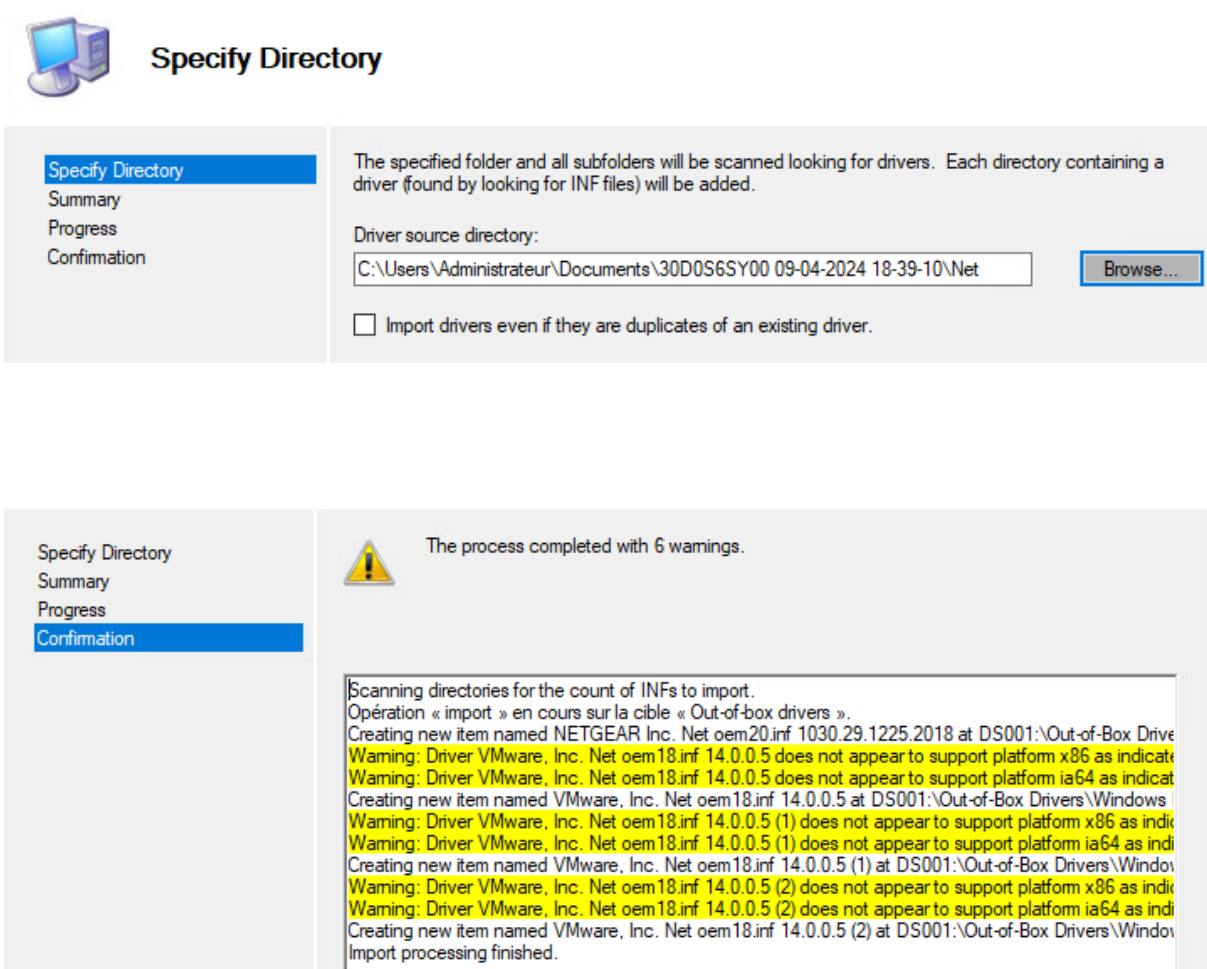 Specify Directory
Specify Directory
Summary
Progress
Confirmation
The specified folder and all subfolders will be scanned looking for drivers. Each directory containing a
driver (found by looking for INF files) will be added.
Driver source directory:
C:\Users\Administrateur\Documents\30D0S6SY00 09-04-2024 18-39-10\Net
Browse...
Import drivers even if they are duplicates of an existing driver.
Specify Directory
Summary
Progress
Confirmation
The process completed with 6 warnings.
Scanning directories for the count of INFs to import.
Opération « import » en cours sur la cible « Out-of-box drivers ».
Creating new item named NETGEAR Inc. Net oem20.inf 1030.29.1225.2018 at DS001:\Out-of-Box Drive
Warning: Driver VMware, Inc. Net oem18.inf 14.0.0.5 does not appear to support platform x86 as indicate
Warning: Driver VMware, Inc. Net oem18.inf 14.0.0.5 does not appear to support platform ia64 as indicat
Creating new item named VMware, Inc. Net oem18.inf 14.0.0.5 at DS001:\Out-of-Box Drivers\Windows
Warning: Driver VMware, Inc. Net oem18.inf 14.0.0.5 (1) does not appear to support platform x86 as indic
Warning: Driver VMware, Inc. Net oem18.inf 14.0.0.5 (1) does not appear to support platform ia64 as indi
Creating new item named VMware, Inc. Net oem18.inf 14.0.0.5 (1) at DS001:\Out-of-Box Drivers\Windov
Warning: Driver VMware, Inc. Net oem18.inf 14.0.0.5 (2) does not appear to support platform x86 as indic
Warning: Driver VMware, Inc. Net oem18.inf 14.0.0.5 (2) does not appear to support platform ia64 as indi
Creating new item named VMware, Inc. Net oem18.inf 14.0.0.5 (2) at DS001:\Out-of-Box Drivers\Windov
Import processing finished.